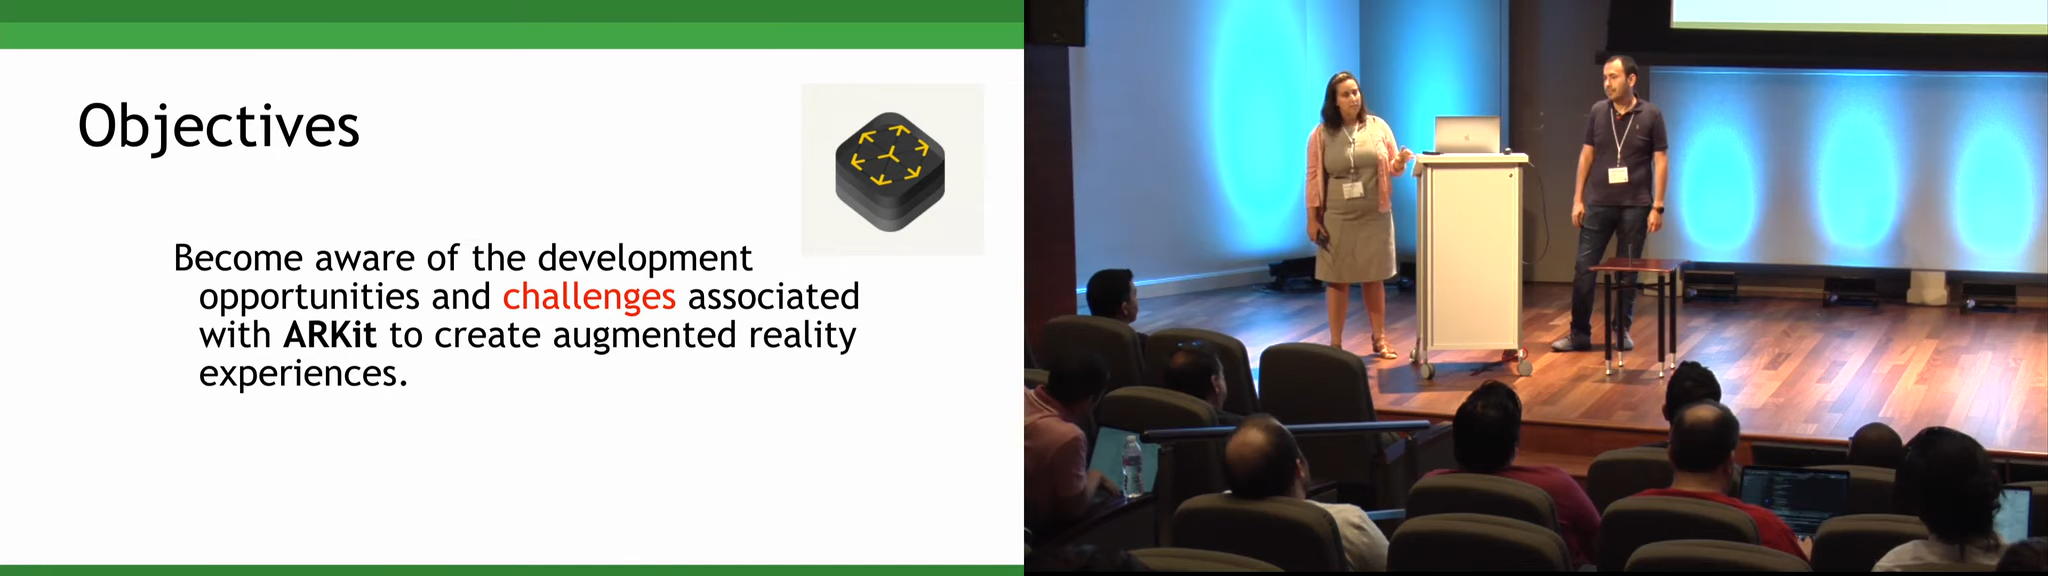 Objectives
Become aware of the development
opportunities and challenges associated
with ARKit to create augmented reality
experiences.